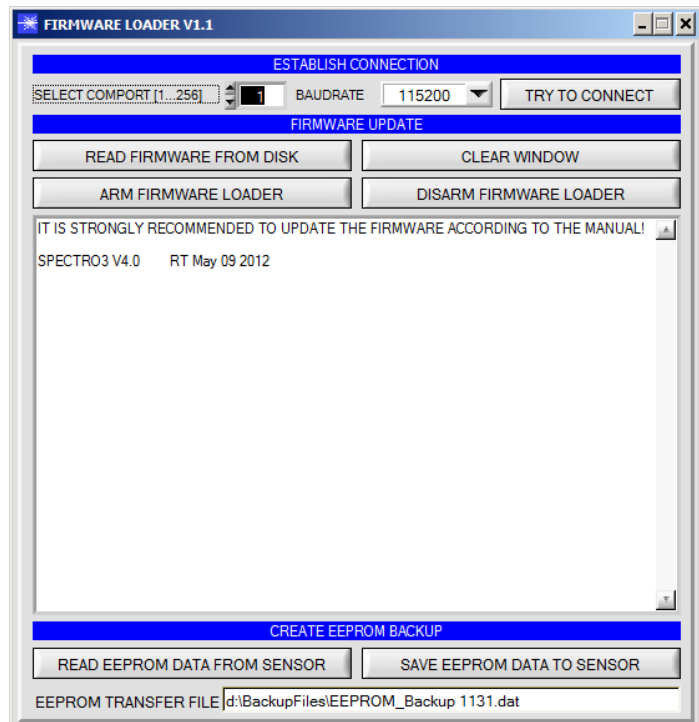 FIRMWARE LOADER V1.1
ESTABLISH CONNECTION
SELECT COMPORT [1...256] 1 BAUDRATE 115200 TRY TO CONNECT
FIRMWARE UPDATE
READ FIRMWARE FROM DISK CLEAR WINDOW
ARM FIRMWARE LOADER DISARM FIRMWARE LOADER
IT IS STRONGLY RECOMMENDED TO UPDATE THE FIRMWARE ACCORDING TO THE MANUAL!
SPECTRO3 V4.0 RT May 09 2012
CREATE EEPROM BACKUP
READ EEPROM DATA FROM SENSOR SAVE EEPROM DATA TO SENSOR
EEPROM TRANSFER FILE d:\BackupFiles\EEPROM_Backup 1131.dat